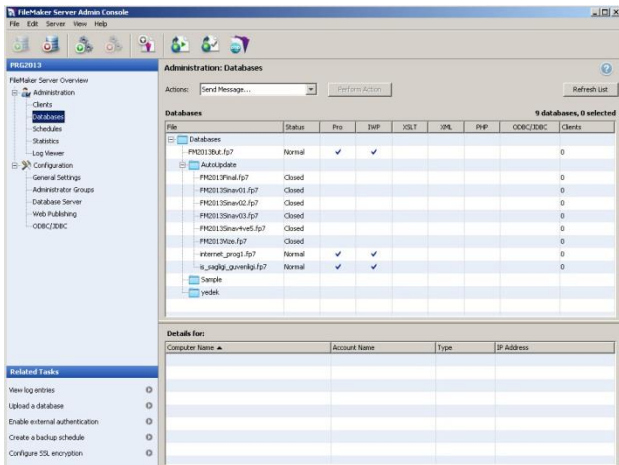 FileMaker Server Admin Console
File Edit Server View Help
PRG2013
FileMaker Server Overview
Administration
Clients
Databases
Schedules
Statistics
Log Viewer
Configuration
General Settings
Administrator Groups
Database Server
Web Publishing
ODBC/JDBC
Related Tasks
View log entries
Upload a database
Enable external authentication
Create a backup schedule
Configure SSL encryption
Administration: Databases
Actions: Send Message... Perform Action Refresh List
Databases 9 databases, 0 selected
File Status Pro IWP XSLT XML PHP ODBC/JDBC Clients
Databases
FM2013But.fp7 Normal 0
AutoUpdate
FM2013Final.fp7 Closed 0
FM2013Sinav01.fp7 Closed 0
FM2013Sinav02.fp7 Closed 0
FM2013Sinav03.fp7 Closed 0
FM2013Sinav4ve5.fp7 Closed 0
FM2013Vize.fp7 Closed 0
internet_prog1.fp7 Normal 0
is_sagligi_guvenligi.fp7 Normal 0
Sample
yedek
Details for:
Computer Name Account Name Type IP Address